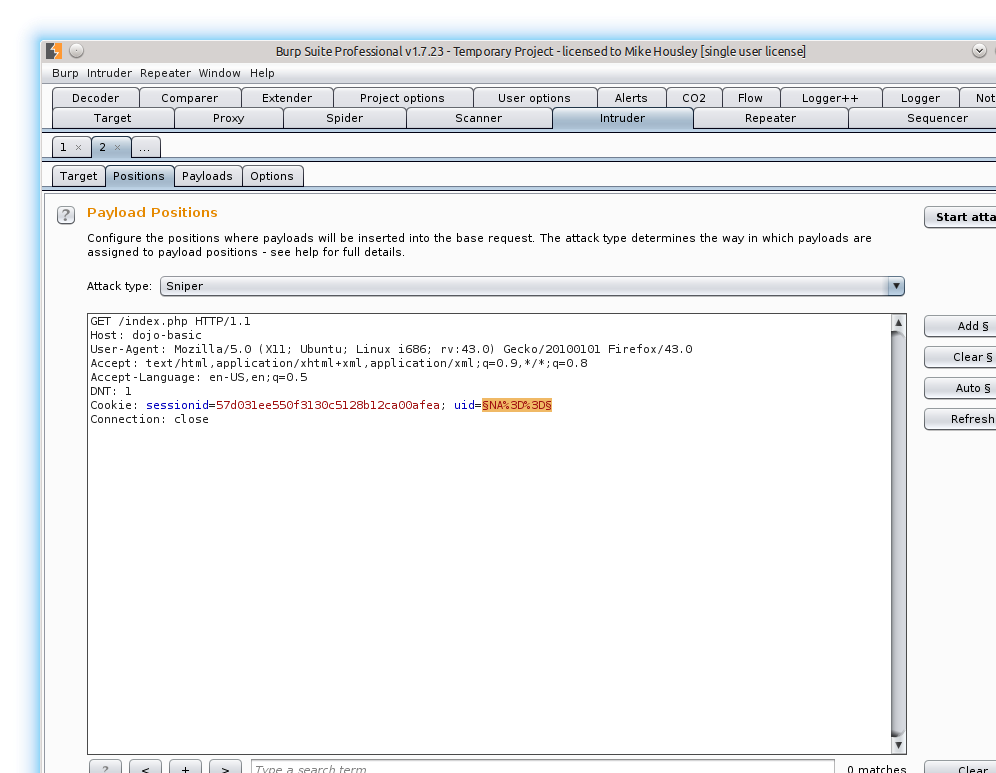 Burp Suite Professional v1.7.23 - Temporary Project - licensed to Mike Housley [single user license]
Burp Intruder Repeater Window Help
Decoder Comparer Extender Project options User options Alerts CO2 Flow Logger++ Logger Not
Target Proxy Spider Scanner Intruder Repeater Sequencer
1 × 2 × ...
Target Positions Payloads Options
? Payload Positions
Start atta
Configure the positions where payloads will be inserted into the base request. The attack type determines the way in which payloads are
assigned to payload positions - see help for full details.
Attack type: Sniper
GET /index.php HTTP/1.1
Host: dojo-basic
User-Agent: Mozilla/5.0 (X11; Ubuntu; Linux i686; rv:43.0) Gecko/20100101 Firefox/43.0
Accept: text/html,application/xhtml+xml,application/xml;q=0.9,*/*;q=0.8
Accept-Language: en-US,en;q=0.5
DNT: 1
Cookie: sessionid=57d031ee550f3130c5128b12ca00afea; uid=§NA%3D%3D§
Connection: close
Add §
Clear §
Auto §
Refresh
? < + > Type a search term 0 matches Clear